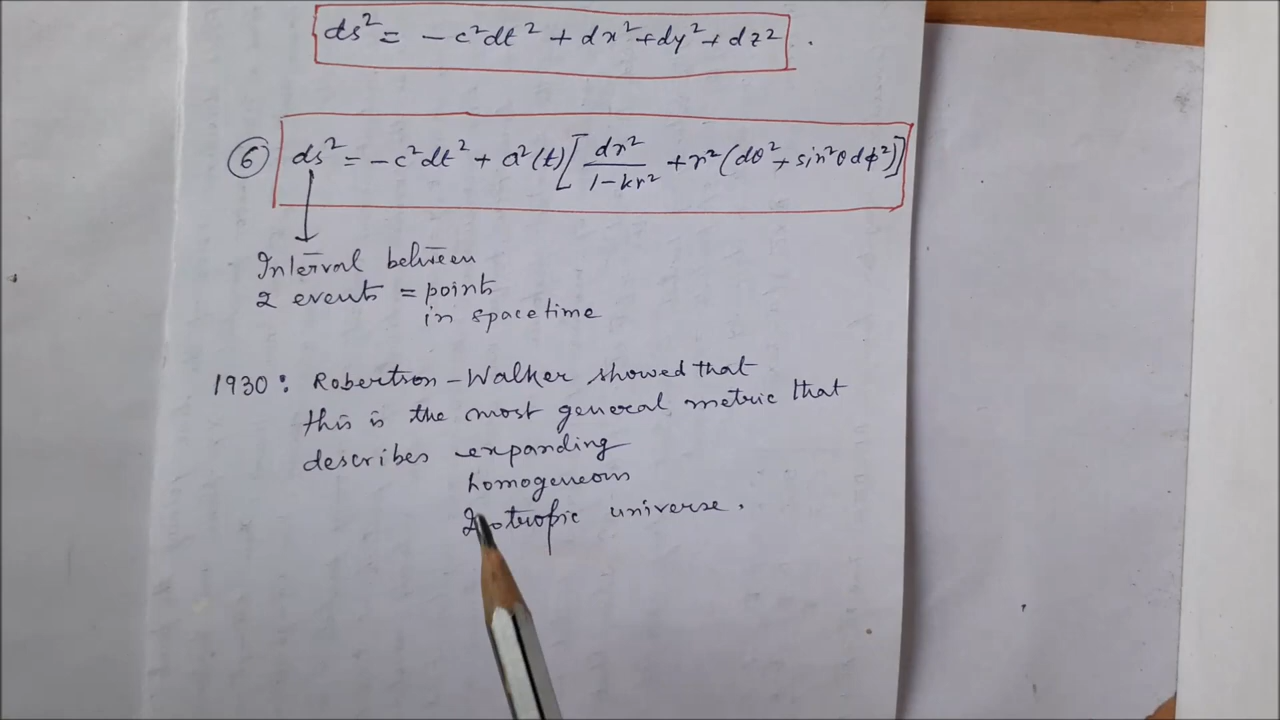 ds² = -c²dt² + dx² + dy² + dz² .
⑥ ds² = -c²dt² + a²(t) [ dr² / 1-kr² + r² (dθ² + sin²θ dϕ²) ]
Interval between
2 events = points
in spacetime
1930: Robertson-Walker showed that
this is the most general metric that
describes expanding
homogeneous
Isotropic universe.